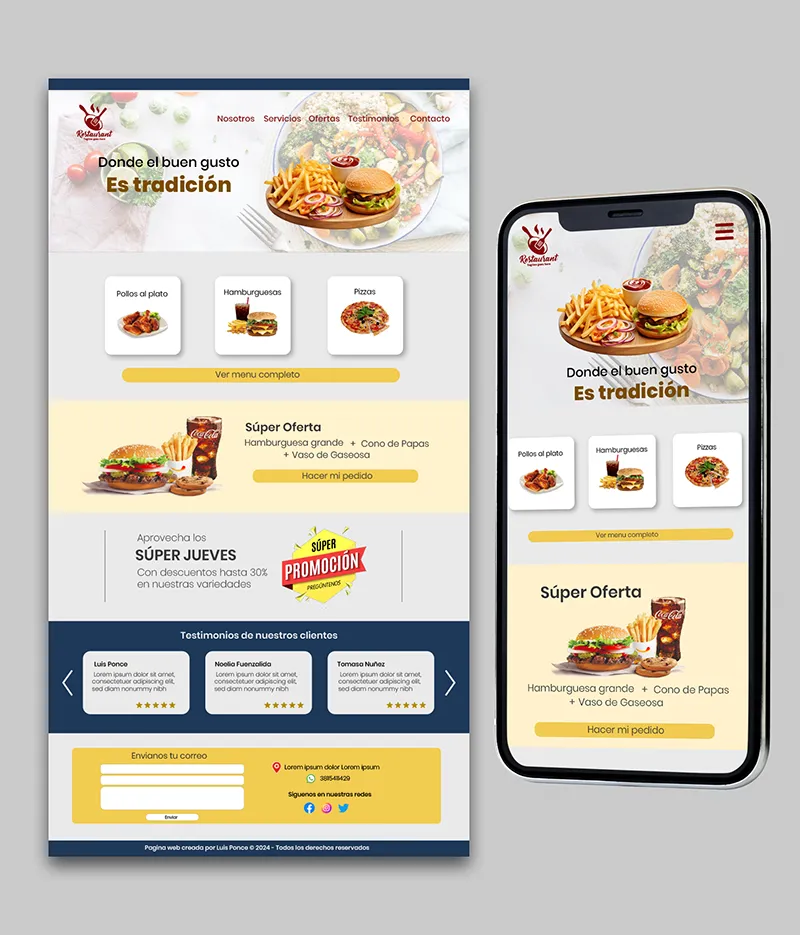 Restaurant
Nosotros Servicios Ofertas Testimonios Contacto
Donde el buen gusto
Es tradición
Pollos al plato
Hamburguesas
Pizzas
Ver menu completo
Coca-Cola
Súper Oferta
Hamburguesa grande + Cono de Papas
+ Vaso de Gaseosa
Hacer mi pedido
Aprovecha los
SÚPER JUEVES
Con descuentos hasta 30%
en nuestras variedades
SÚPER
PROMOCIÓN
PREGÚNTENOS
Testimonios de nuestros clientes
Luis Ponce
Lorem ipsum dolor sit amet,
consectetuer adipiscing elit,
sed diam nonummy nibh
Noelia Fuenzalida
Lorem ipsum dolor sit amet,
consectetuer adipiscing elit,
sed diam nonummy nibh
Tomasa Nuñez
Lorem ipsum dolor sit amet,
consectetuer adipiscing elit,
sed diam nonummy nibh
Envianos tu correo
Enviar
Lorem ipsum dolor Lorem ipsum
3815411429
Siguenos en nuestras redes
Pagina web creada por Luis Ponce © 2024 - Todos los derechos reservados
Restaurant
Donde el buen gusto
Es tradición
Pollos al plato
Hamburguesas
Pizzas
Ver menu completo
Súper Oferta
Coca-Cola
Hamburguesa grande + Cono de Papas
+ Vaso de Gaseosa
Hacer mi pedido